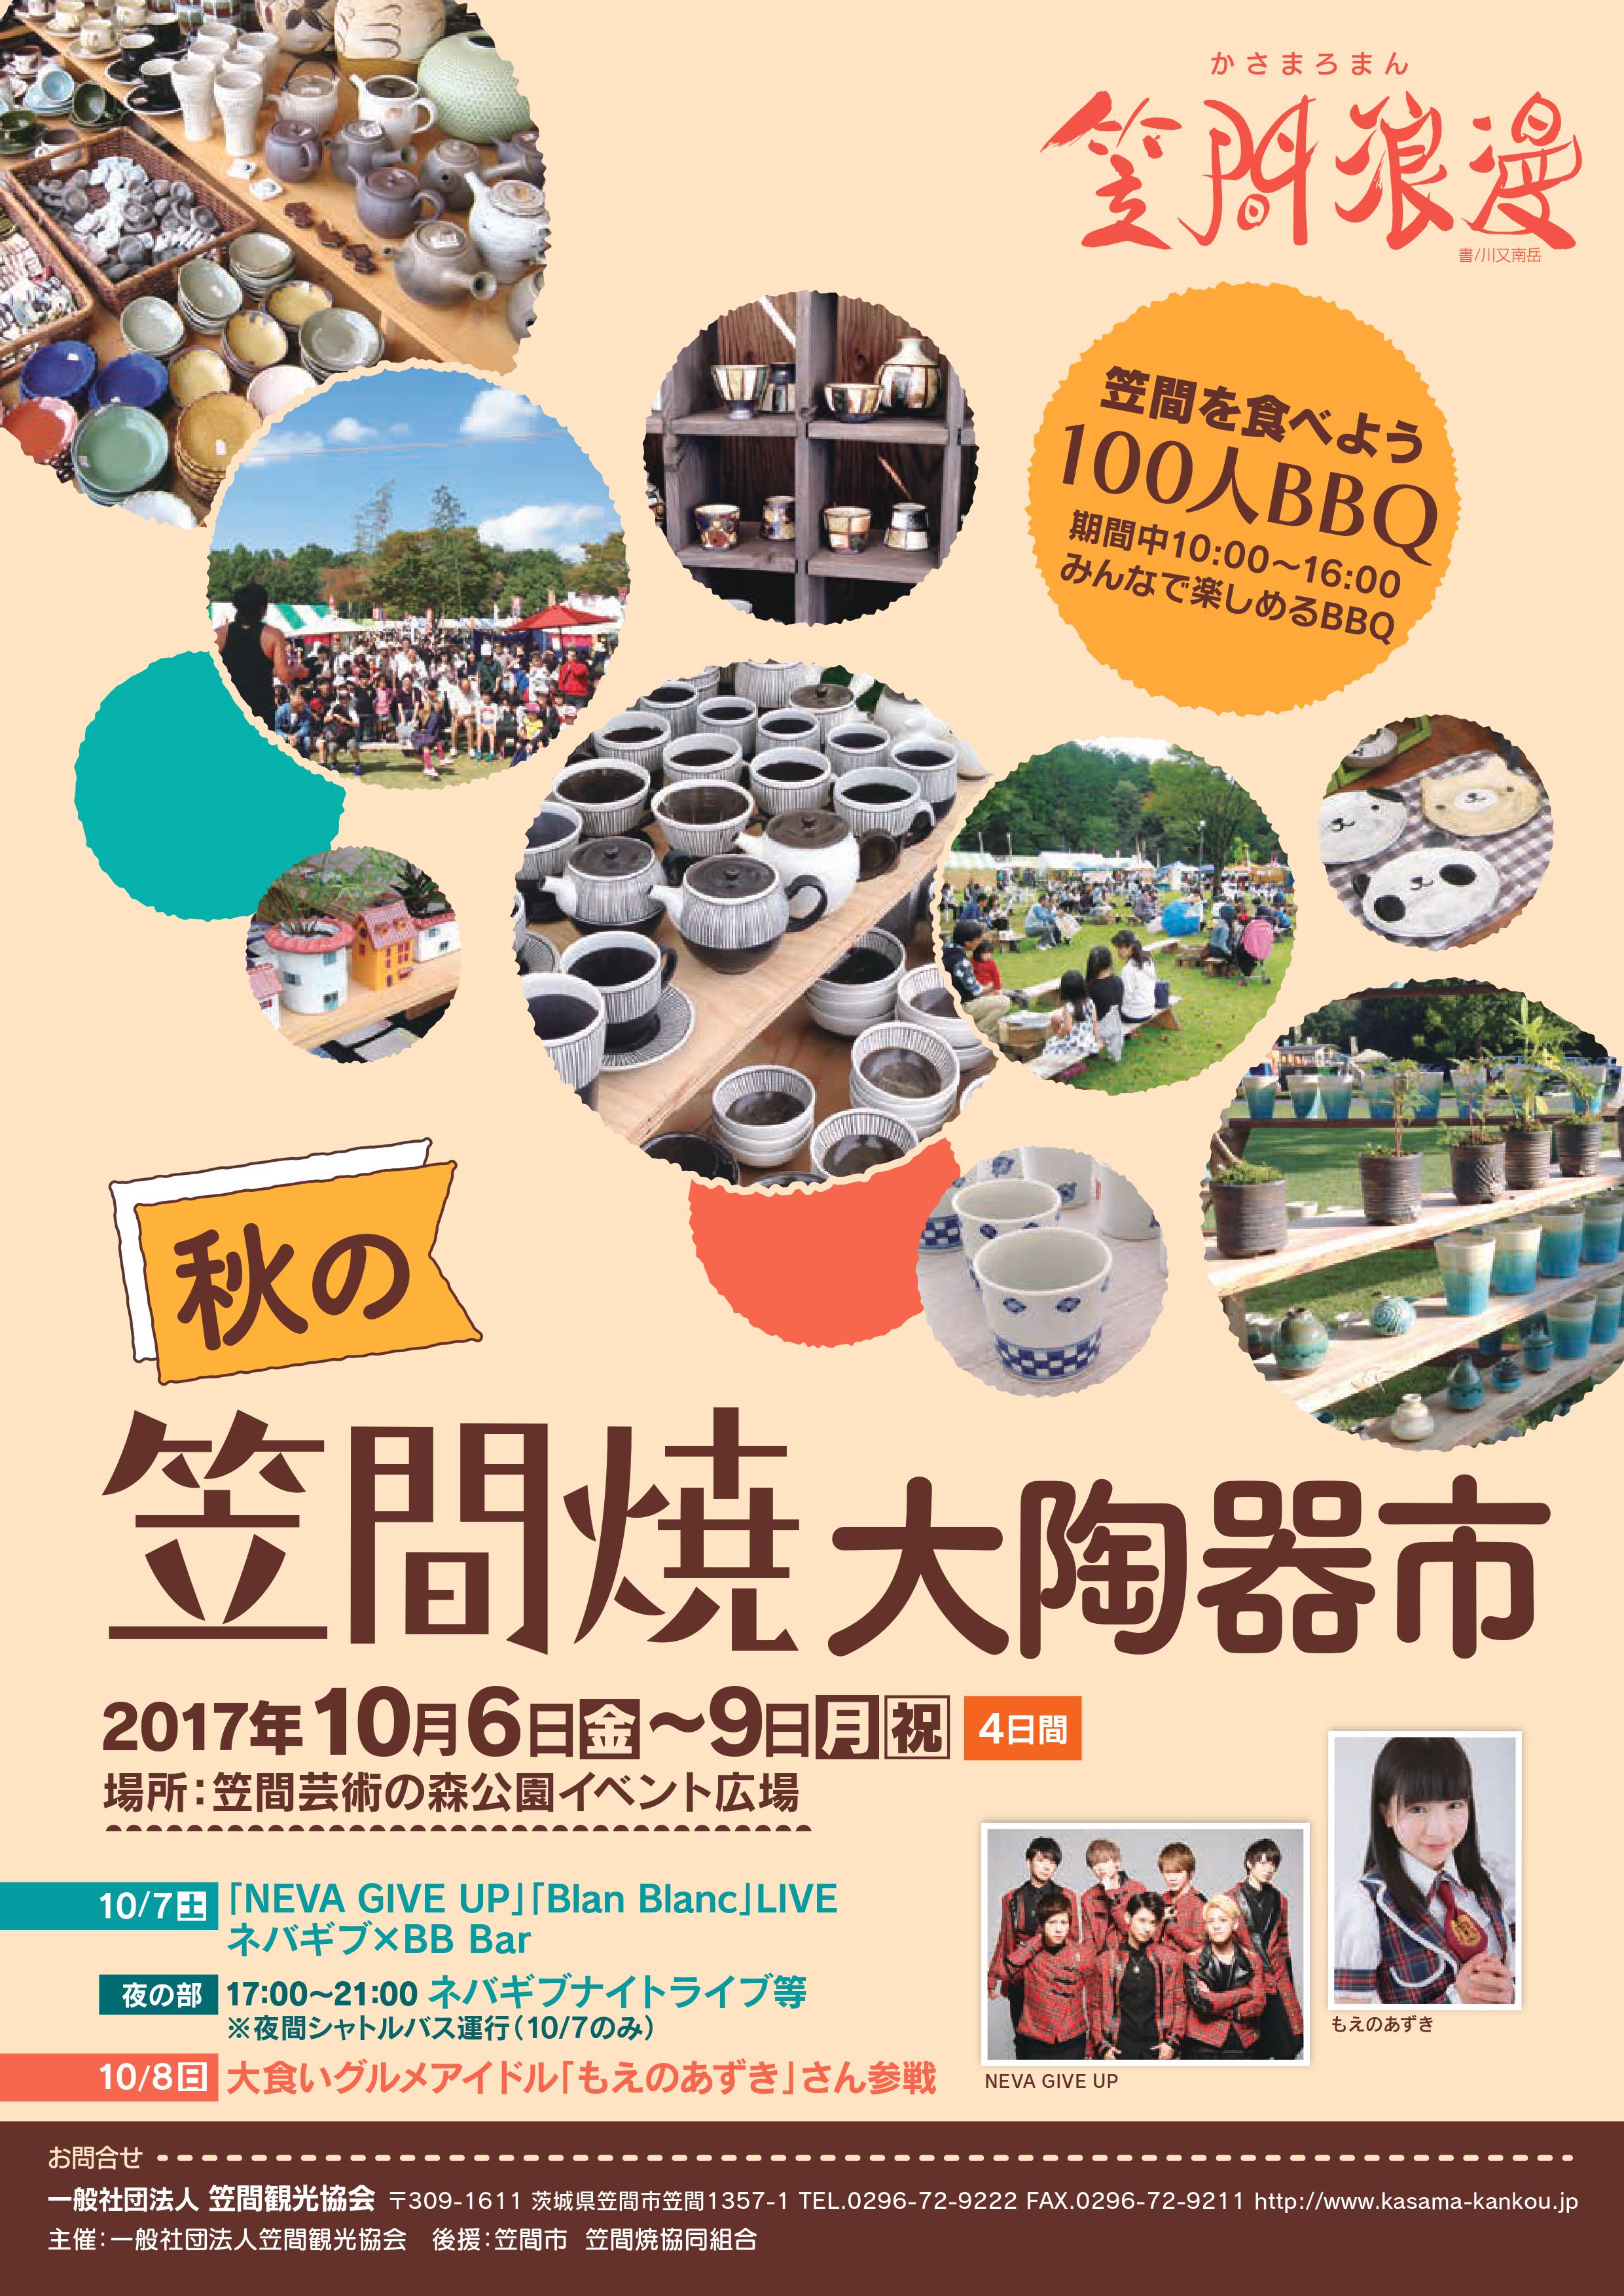 かさまろまん
笠間浪漫
書/川又南岳
笠間を食べよう
100人BBQ
期間中10:00～16:00
みんなで楽しめるBBQ
秋の
笠間焼 大陶器市
2017年10月6日金～9日月祝 4日間
場所：笠間芸術の森公園イベント広場
10/7土 「NEVA GIVE UP」「Blan Blanc」LIVE
ネバギブ×BB Bar
夜の部 17:00～21:00 ネバギブナイトライブ等
※夜間シャトルバス運行（10/7のみ）
10/8日 大食いグルメアイドル「もえのあずき」さん参戦
NEVA GIVE UP
もえのあずき
お問合せ
一般社団法人 笠間観光協会 〒309-1611 茨城県笠間市笠間1357-1 TEL.0296-72-9222 FAX.0296-72-9211 http://www.kasama-kankou.jp
主催：一般社団法人笠間観光協会　後援：笠間市　笠間焼協同組合